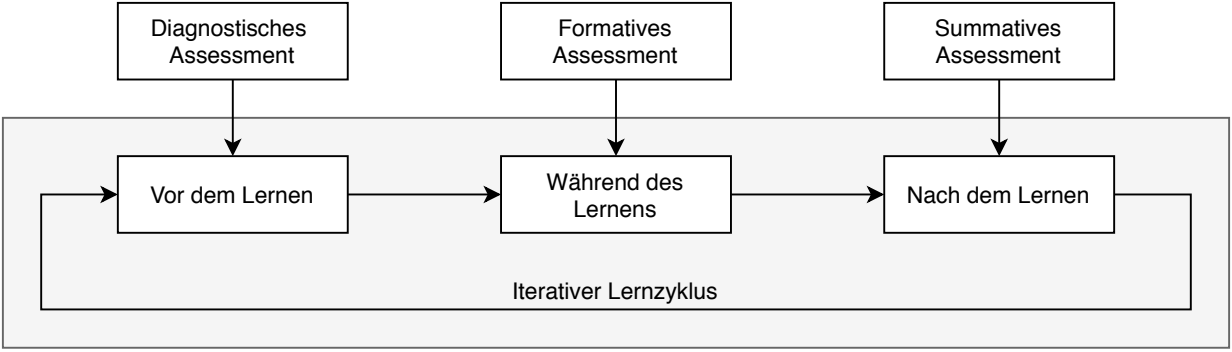 Diagnostisches
Assessment
Formatives
Assessment
Summatives
Assessment
Vor dem Lernen
Während des
Lernens
Nach dem Lernen
Iterativer Lernzyklus